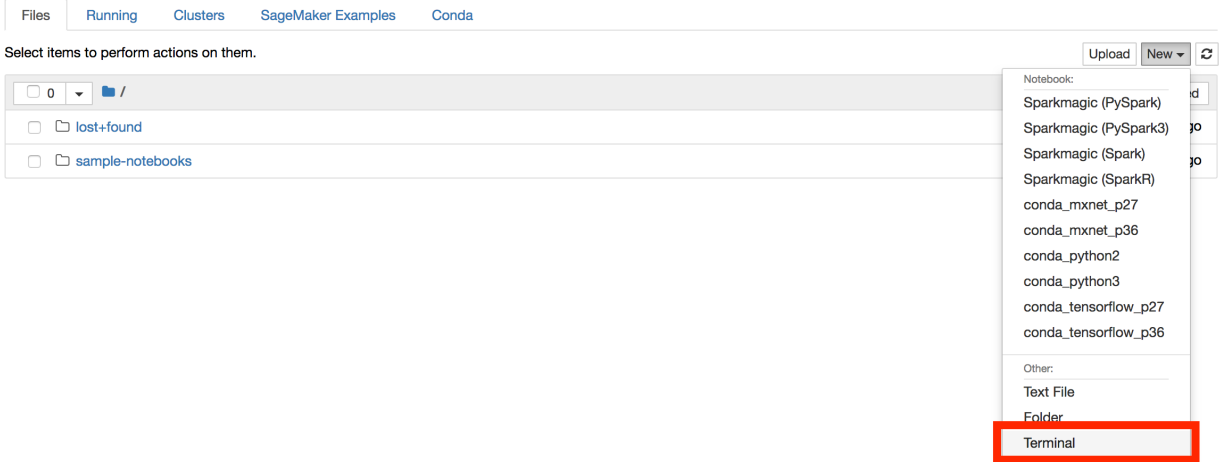 Files Running Clusters SageMaker Examples Conda
Select items to perform actions on them.
Upload New
0 /
lost+found
sample-notebooks
Notebook:
Sparkmagic (PySpark)
Sparkmagic (PySpark3)
Sparkmagic (Spark)
Sparkmagic (SparkR)
conda_mxnet_p27
conda_mxnet_p36
conda_python2
conda_python3
conda_tensorflow_p27
conda_tensorflow_p36
Other:
Text File
Folder
Terminal